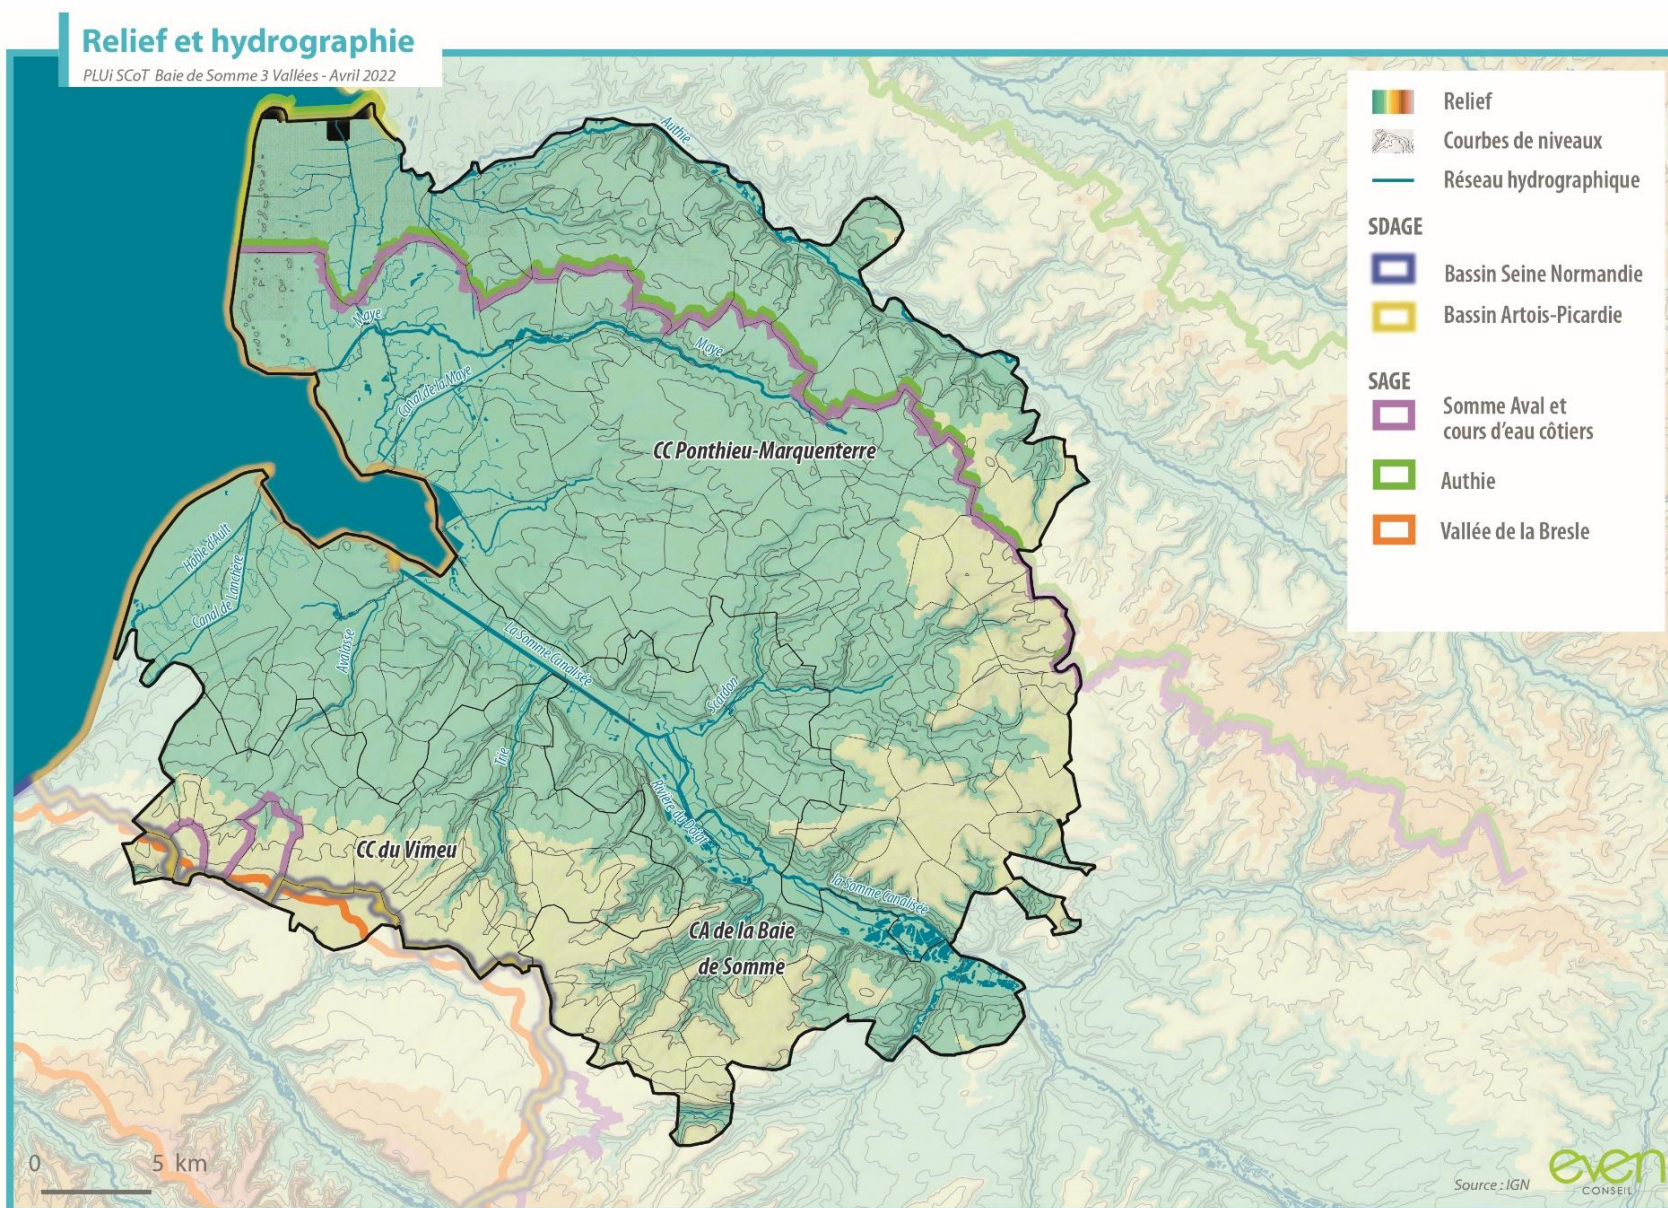 Relief et hydrographie
PLUi SCoT Baie de Somme 3 Vallées - Avril 2022
Relief
Courbes de niveaux
Réseau hydrographique
SDAGE
Bassin Seine Normandie
Bassin Artois-Picardie
SAGE
Somme Aval et
cours d'eau côtiers
Authie
Vallée de la Bresle
Authie
Maye
Maye
Canal de la Maye
CC Ponthieu-Marquenterre
Hable d'Ault
Canal de Lanchère
Avalasse
La Somme Canalisée
Scardon
Trie
Rivière du Doigt
CC du Vimeu
la Somme Canalisée
CA de la Baie
de Somme
0 5 km
Source : IGN
even
CONSEIL